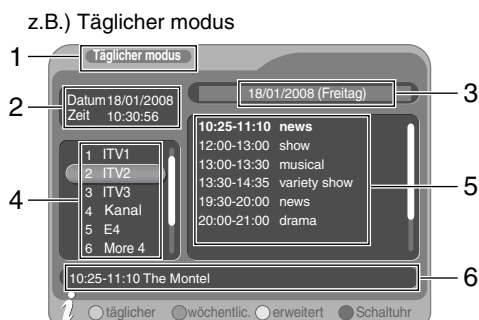 z.B.) Täglicher modus
1
Täglicher modus
2
Datum 18/01/2008
Zeit 10:30:56
18/01/2008 (Freitag)
3
4
1 ITV1
2 ITV2
3 ITV3
4 Kanal
5 E4
6 More 4
10:25-11:10 news
12:00-13:00 show
13:00-13:30 musical
13:30-14:35 variety show
19:30-20:00 news
20:00-21:00 drama
5
10:25-11:10 The Montel
6
i täglicher wöchentlic. erweitert Schaltuhr